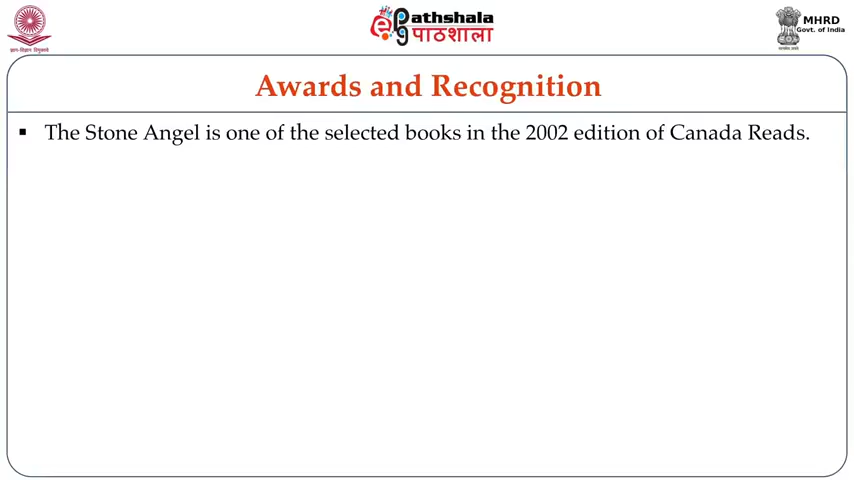 Pathshala
पाठशाला
MHRD
Govt. of India
ज्ञान-विज्ञान विमुक्तये
Awards and Recognition
▪ The Stone Angel is one of the selected books in the 2002 edition of Canada Reads.